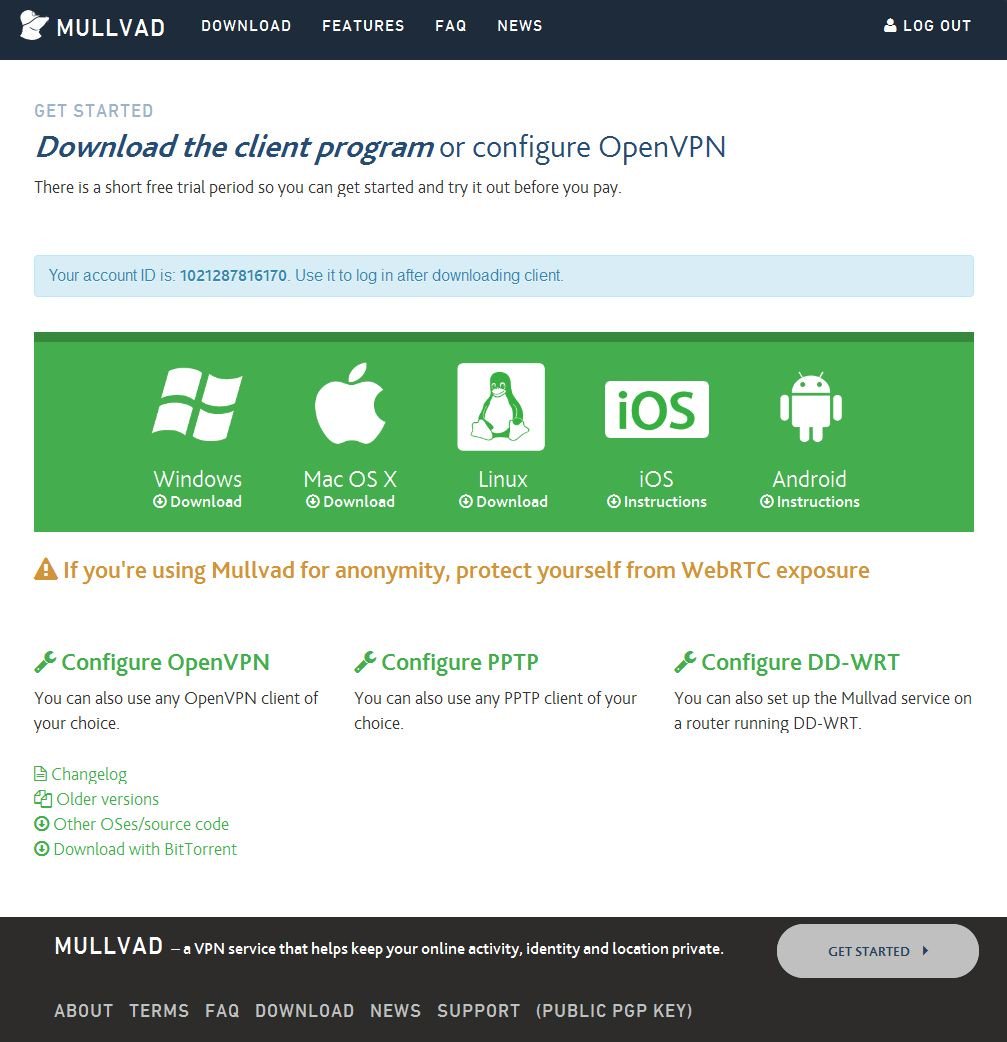 MULLVAD DOWNLOAD FEATURES FAQ NEWS LOG OUT
GET STARTED
Download the client program or configure OpenVPN
There is a short free trial period so you can get started and try it out before you pay.
Your account ID is: 1021287816170. Use it to log in after downloading client.
iOS
Windows Mac OS X Linux iOS Android
Download Download Download Instructions Instructions
If you're using Mullvad for anonymity, protect yourself from WebRTC exposure
Configure OpenVPN
You can also use any OpenVPN client of
your choice.
Configure PPTP
You can also use any PPTP client of your
choice.
Configure DD-WRT
You can also set up the Mullvad service on
a router running DD-WRT.
Changelog
Older versions
Other OSes/source code
Download with BitTorrent
MULLVAD – a VPN service that helps keep your online activity, identity and location private.
GET STARTED
ABOUT TERMS FAQ DOWNLOAD NEWS SUPPORT (PUBLIC PGP KEY)